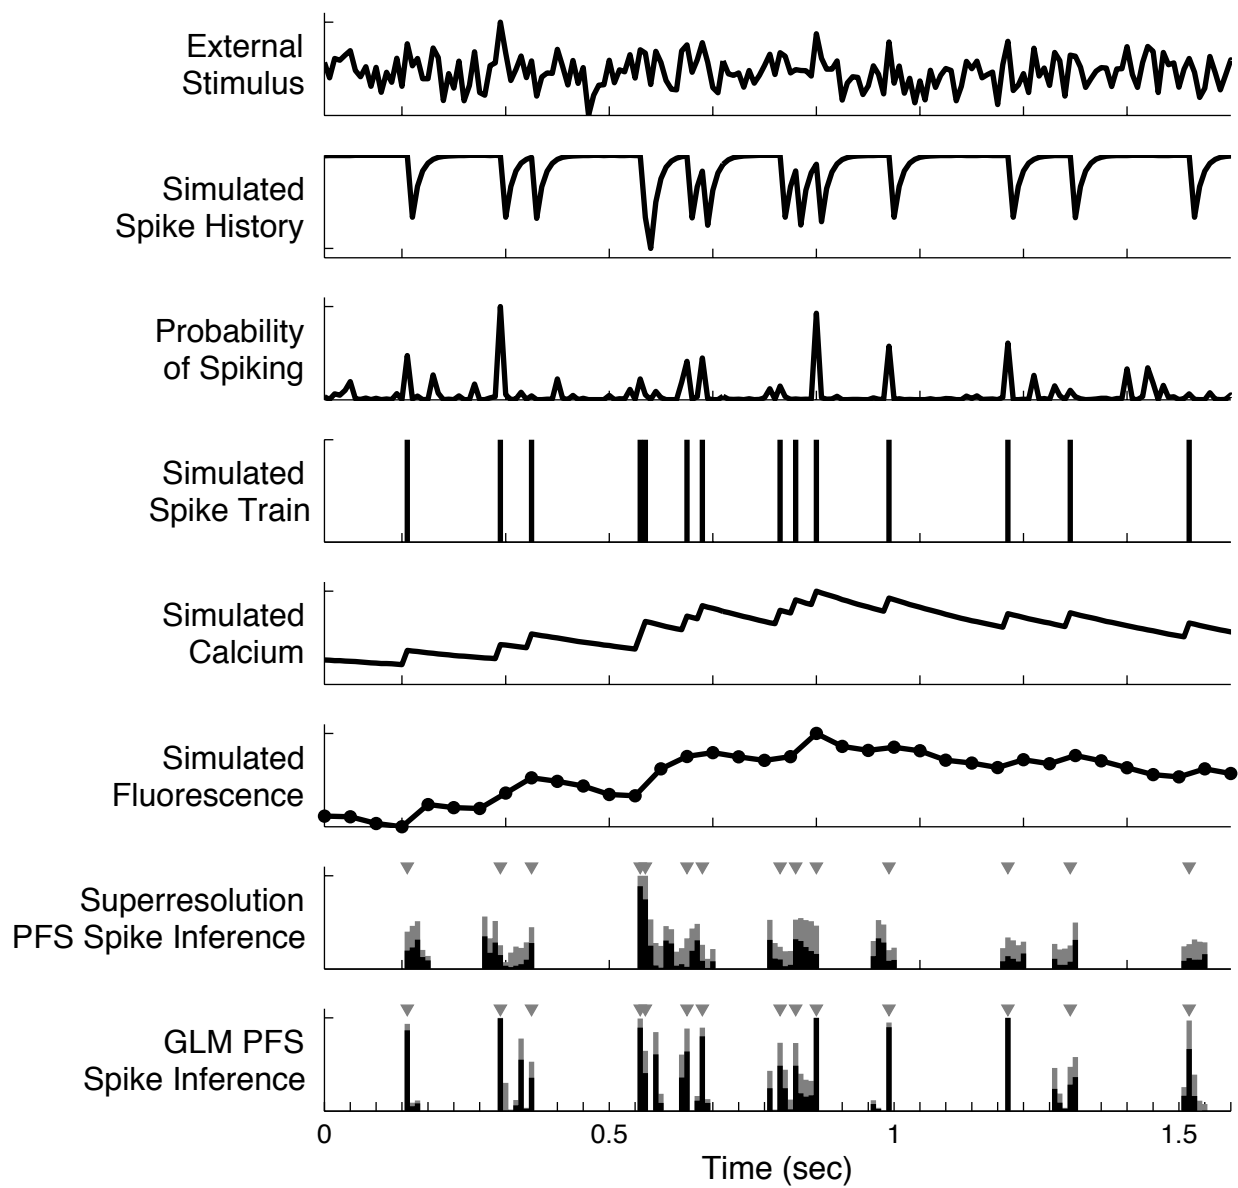 External
Stimulus
Simulated
Spike History
Probability
of Spiking
Simulated
Spike Train
Simulated
Calcium
Simulated
Fluorescence
Superresolution
PFS Spike Inference
GLM PFS
Spike Inference
0 0.5 1 1.5
Time (sec)